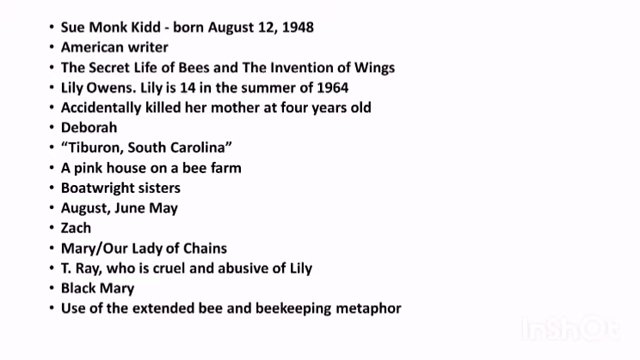 • Sue Monk Kidd - born August 12, 1948
• American writer
• The Secret Life of Bees and The Invention of Wings
• Lily Owens. Lily is 14 in the summer of 1964
• Accidentally killed her mother at four years old
• Deborah
• “Tiburon, South Carolina”
• A pink house on a bee farm
• Boatwright sisters
• August, June May
• Zach
• Mary/Our Lady of Chains
• T. Ray, who is cruel and abusive of Lily
• Black Mary
• Use of the extended bee and beekeeping metaphor
InShOt